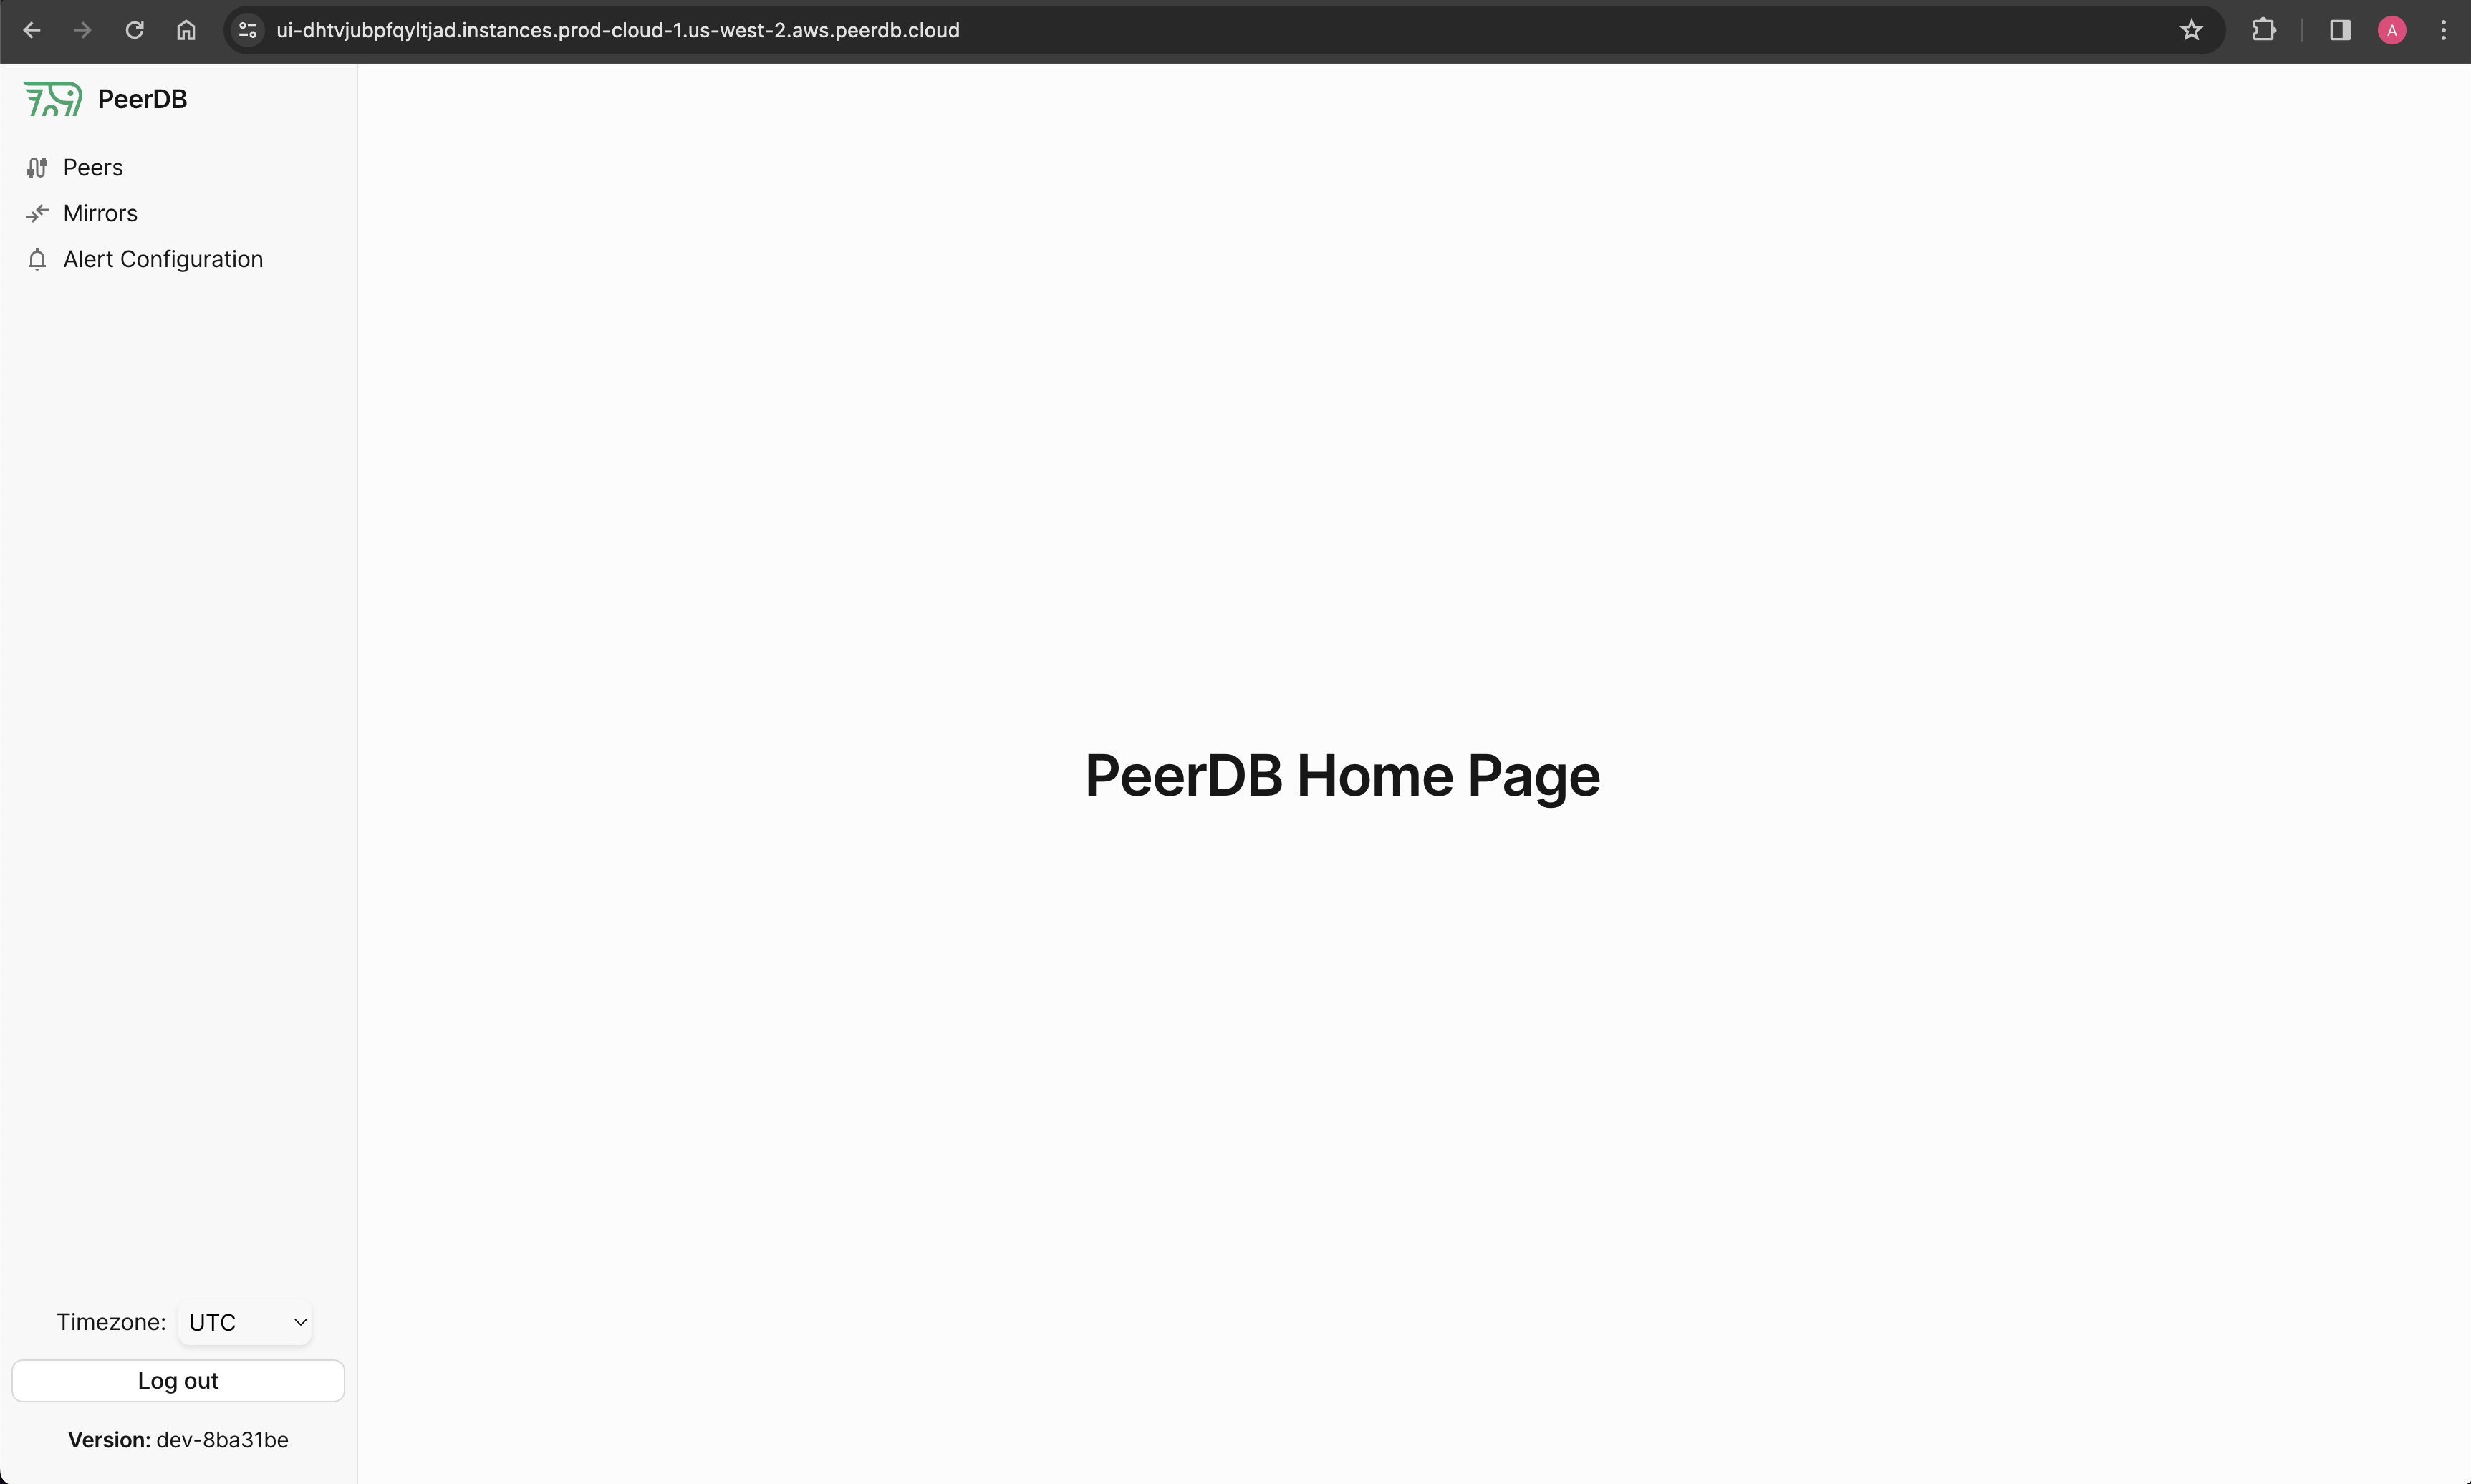 ui-dhtvjubpfqyltjad.instances.prod-cloud-1.us-west-2.aws.peerdb.cloud
A
PeerDB
Peers
Mirrors
Alert Configuration
PeerDB Home Page
Timezone: UTC
Log out
Version: dev-8ba31be